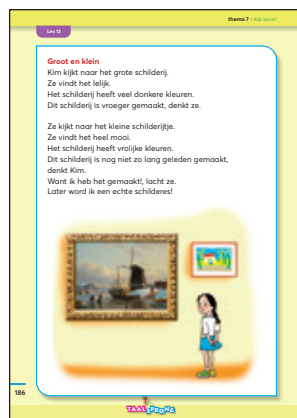 thema 7 • Kijk kunst!
Les 12
Groot en klein
Kim kijkt naar het grote schilderij.
Ze vindt het lelijk.
Het schilderij heeft veel donkere kleuren.
Dit schilderij is vroeger gemaakt, denkt ze.
Ze kijkt naar het kleine schilderijtje.
Ze vindt het heel mooi.
Het schilderij heeft vrolijke kleuren.
Dit schilderij is nog niet zo lang geleden gemaakt,
denkt Kim.
Want ik heb het gemaakt!, lacht ze.
Later word ik een echte schilderes!
186
TAALSPRONG